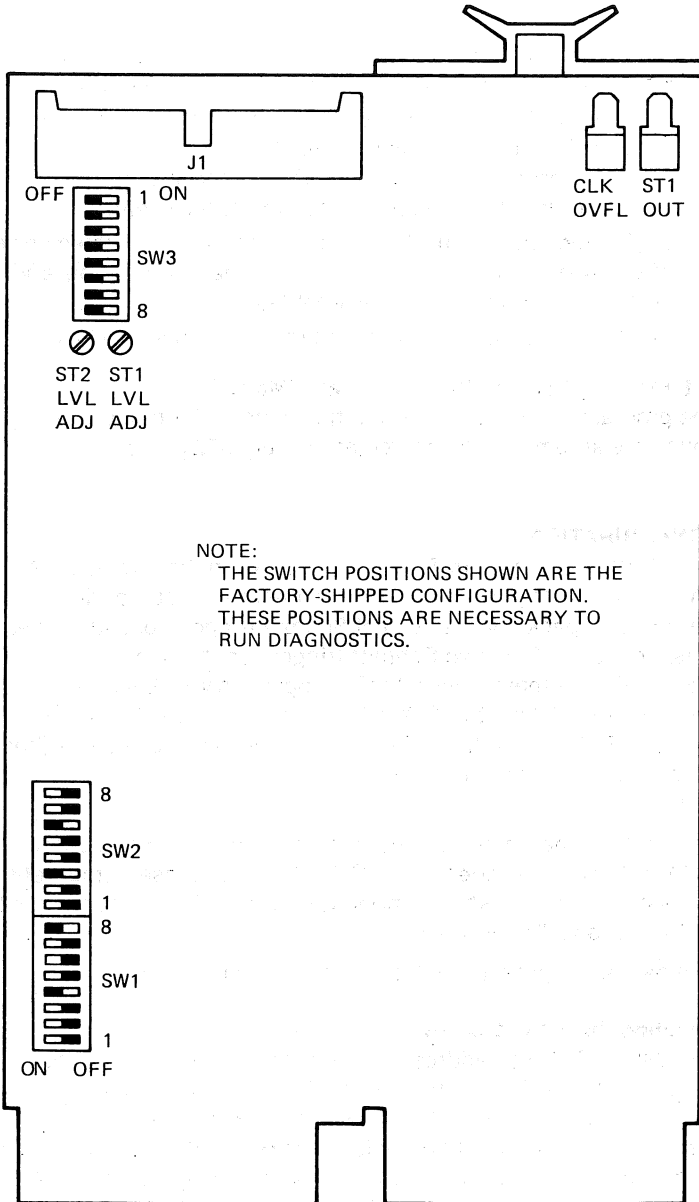 J1
CLK ST1
OVFL OUT
OFF 1 ON
SW3
8
ST2 ST1
LVL LVL
ADJ ADJ
NOTE:
THE SWITCH POSITIONS SHOWN ARE THE
FACTORY-SHIPPED CONFIGURATION.
THESE POSITIONS ARE NECESSARY TO
RUN DIAGNOSTICS.
8
SW2
1
8
SW1
1
ON OFF